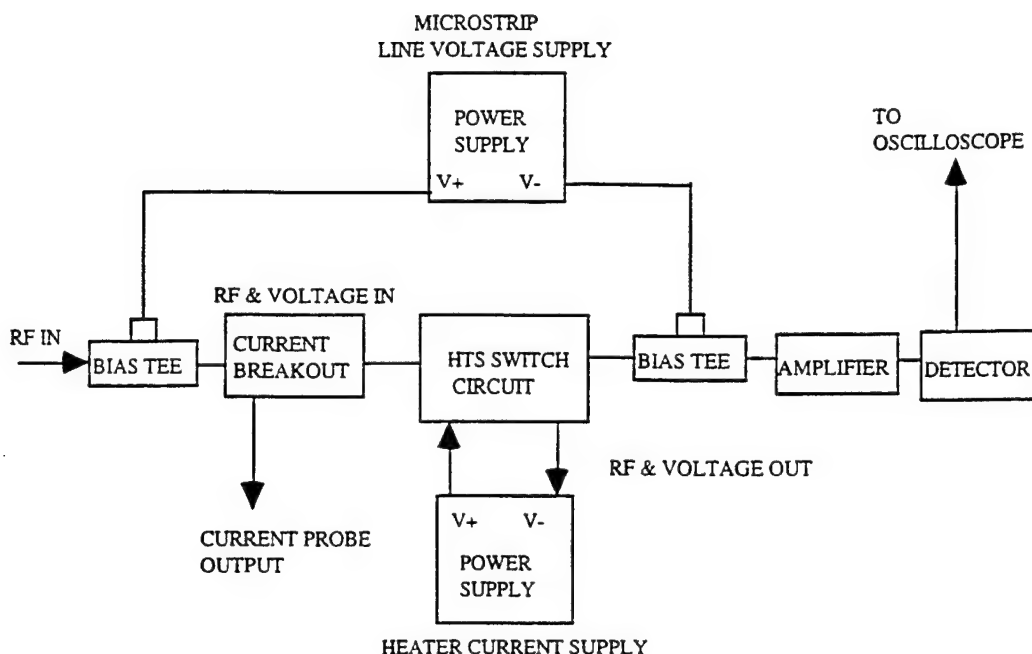 MICROSTRIP
LINE VOLTAGE SUPPLY
POWER
SUPPLY
V+ V-
TO
OSCILLOSCOPE
RF & VOLTAGE IN
RF IN
BIAS TEE
CURRENT
BREAKOUT
HTS SWITCH
CIRCUIT
BIAS TEE
AMPLIFIER
DETECTOR
RF & VOLTAGE OUT
CURRENT PROBE
OUTPUT
V+ V-
POWER
SUPPLY
HEATER CURRENT SUPPLY